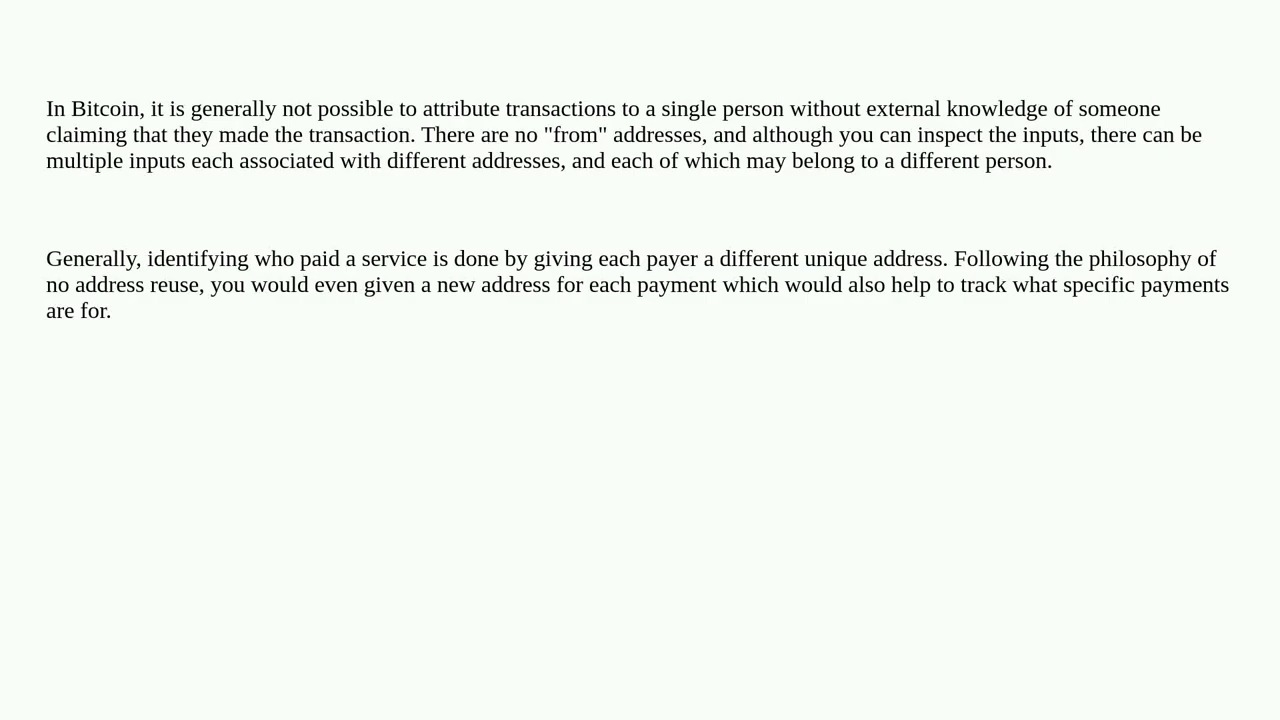 In Bitcoin, it is generally not possible to attribute transactions to a single person without external knowledge of someone
claiming that they made the transaction. There are no "from" addresses, and although you can inspect the inputs, there can be
multiple inputs each associated with different addresses, and each of which may belong to a different person.
Generally, identifying who paid a service is done by giving each payer a different unique address. Following the philosophy of
no address reuse, you would even given a new address for each payment which would also help to track what specific payments
are for.